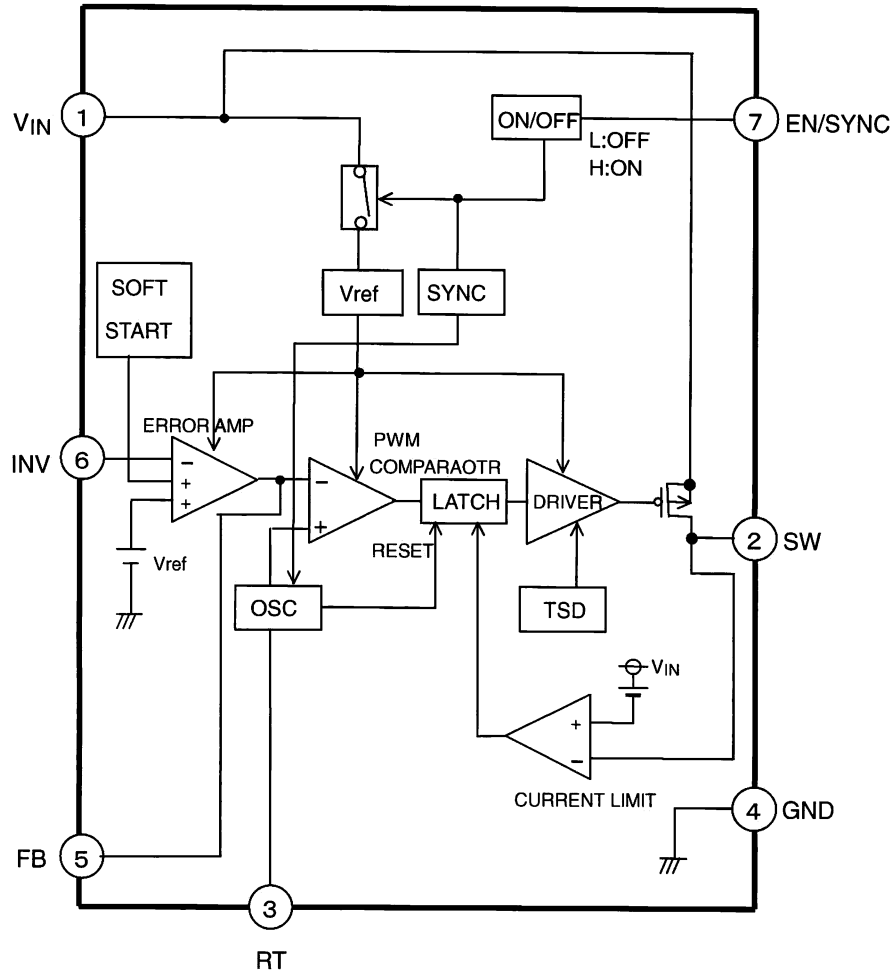 VIN
1
ON/OFF
7
EN/SYNC
L:OFF
H:ON
SOFT
START
Vref
SYNC
ERROR AMP
INV
6
−
+
+
−
+
PWM
COMPARAOTR
LATCH
DRIVER
RESET
Vref
OSC
TSD
2
SW
VIN
+
−
CURRENT LIMIT
4
GND
FB
5
3
RT